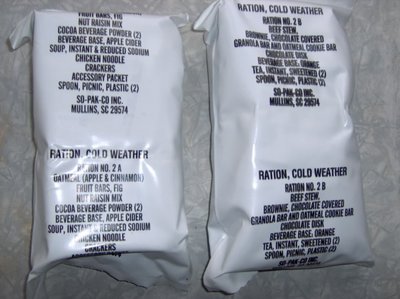 FRUIT BARS, FIG
NUT RAISIN MIX
COCOA BEVERAGE POWDER (2)
BEVERAGE BASE, APPLE CIDER
SOUP, INSTANT & REDUCED SODIUM
CHICKEN NOODLE
CRACKERS
ACCESSORY PACKET
SPOON, PICNIC, PLASTIC (2)
SO-PAK-CO INC.
MULLINS, SC 29574
RATION, COLD WEATHER
RATION NO. 2 A
OATMEAL (APPLE & CINNAMON)
FRUIT BARS, FIG
NUT RAISIN MIX
COCOA BEVERAGE POWDER (2)
BEVERAGE BASE, APPLE CIDER
SOUP, INSTANT & REDUCED SODIUM
CHICKEN NOODLE
CRACKERS
RATION, COLD WEATHER
RATION NO. 2 B
BEEF STEW,
BROWNIE, CHOCOLATE COVERED
GRANOLA BAR AND OATMEAL COOKIE BAR
CHOCOLATE DISK
BEVERAGE BASE: ORANGE
TEA, INSTANT, SWEETENED (2)
SPOON, PICNIC, PLASTIC (2)
SO-PAK-CO INC.
MULLINS, SC 29574
RATION, COLD WEATHER
RATION NO. 2 B
BEEF STEW,
BROWNIE, CHOCOLATE COVERED
GRANOLA BAR AND OATMEAL COOKIE BAR
CHOCOLATE DISK
BEVERAGE BASE: ORANGE
TEA, INSTANT, SWEETENED (2)
SPOON, PICNIC, PLASTIC (2)